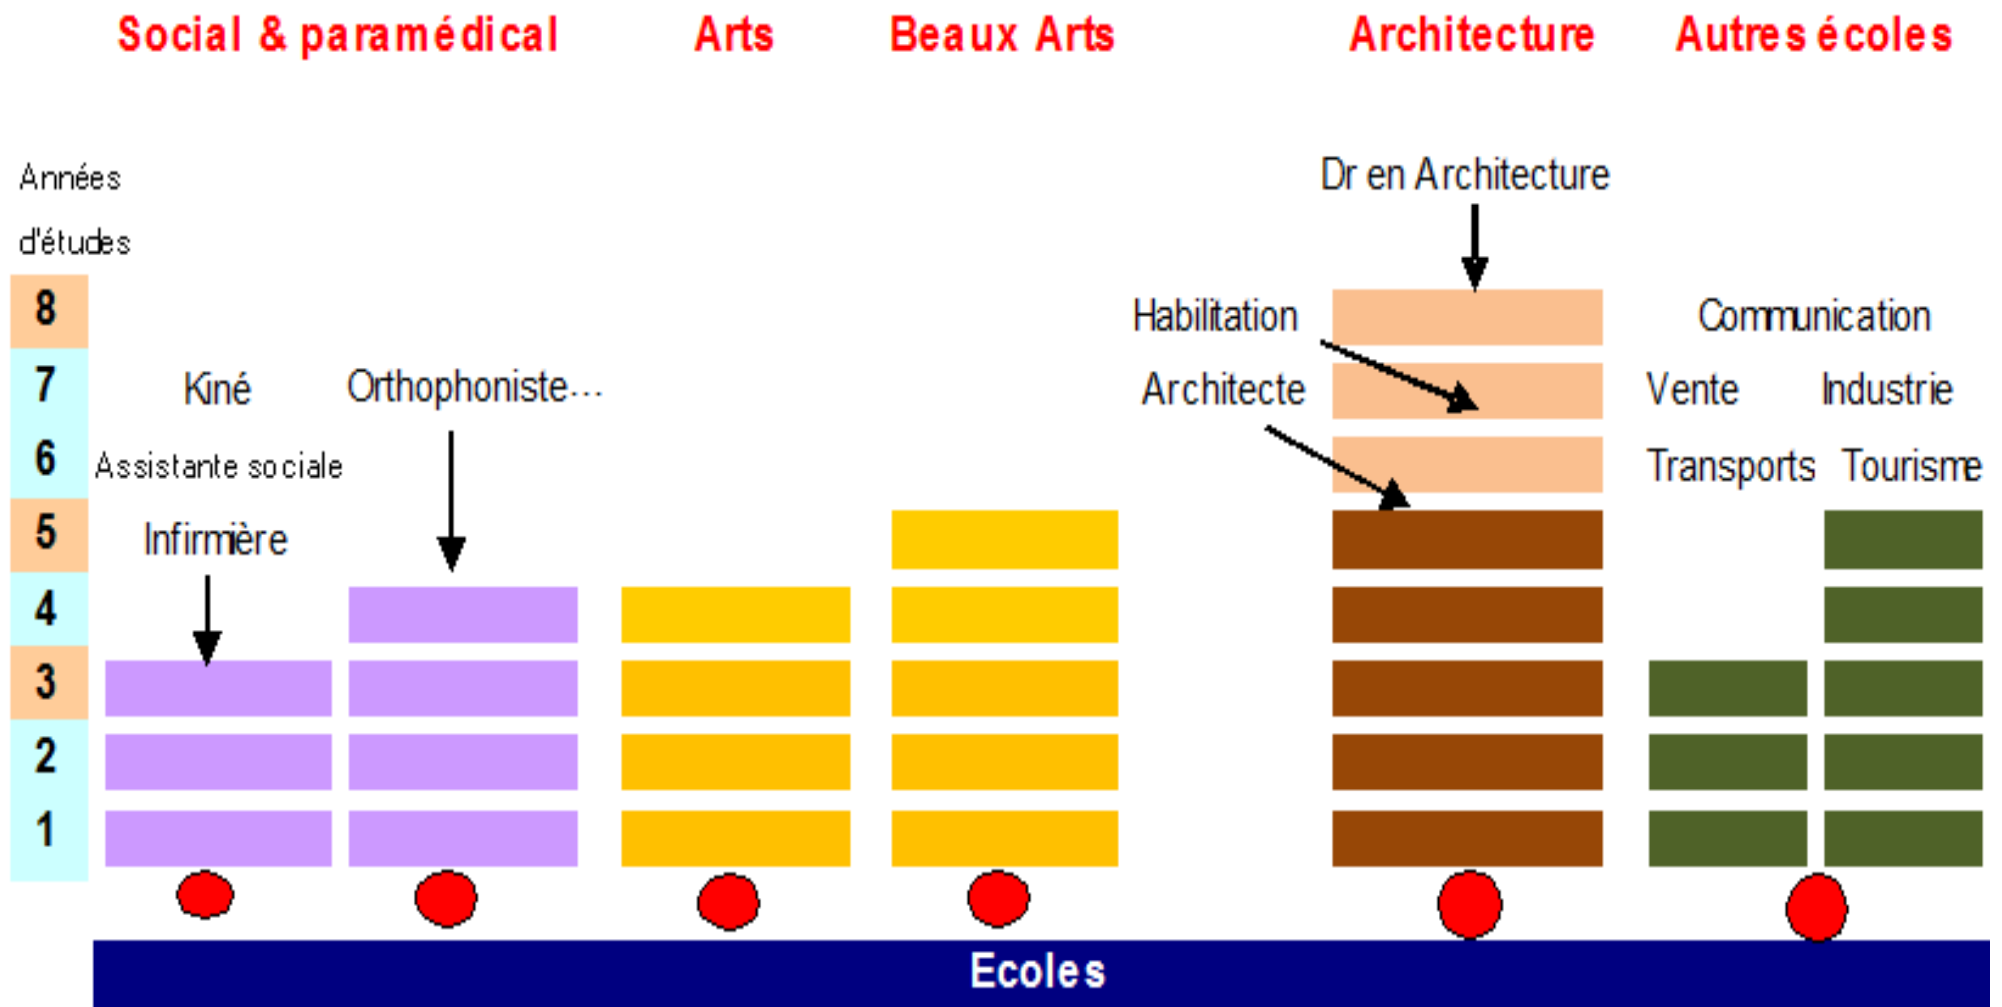 Social & paramédical
Arts
Beaux Arts
Architecture
Autres écoles
Années
d'études
Dr en Architecture
8
Habilitation
Communication
7
Kiné
Orthophoniste...
Architecte
Vente
Industrie
6
Assistante sociale
Transports
Tourisme
5
Infirmière
4
3
2
1
Ecoles